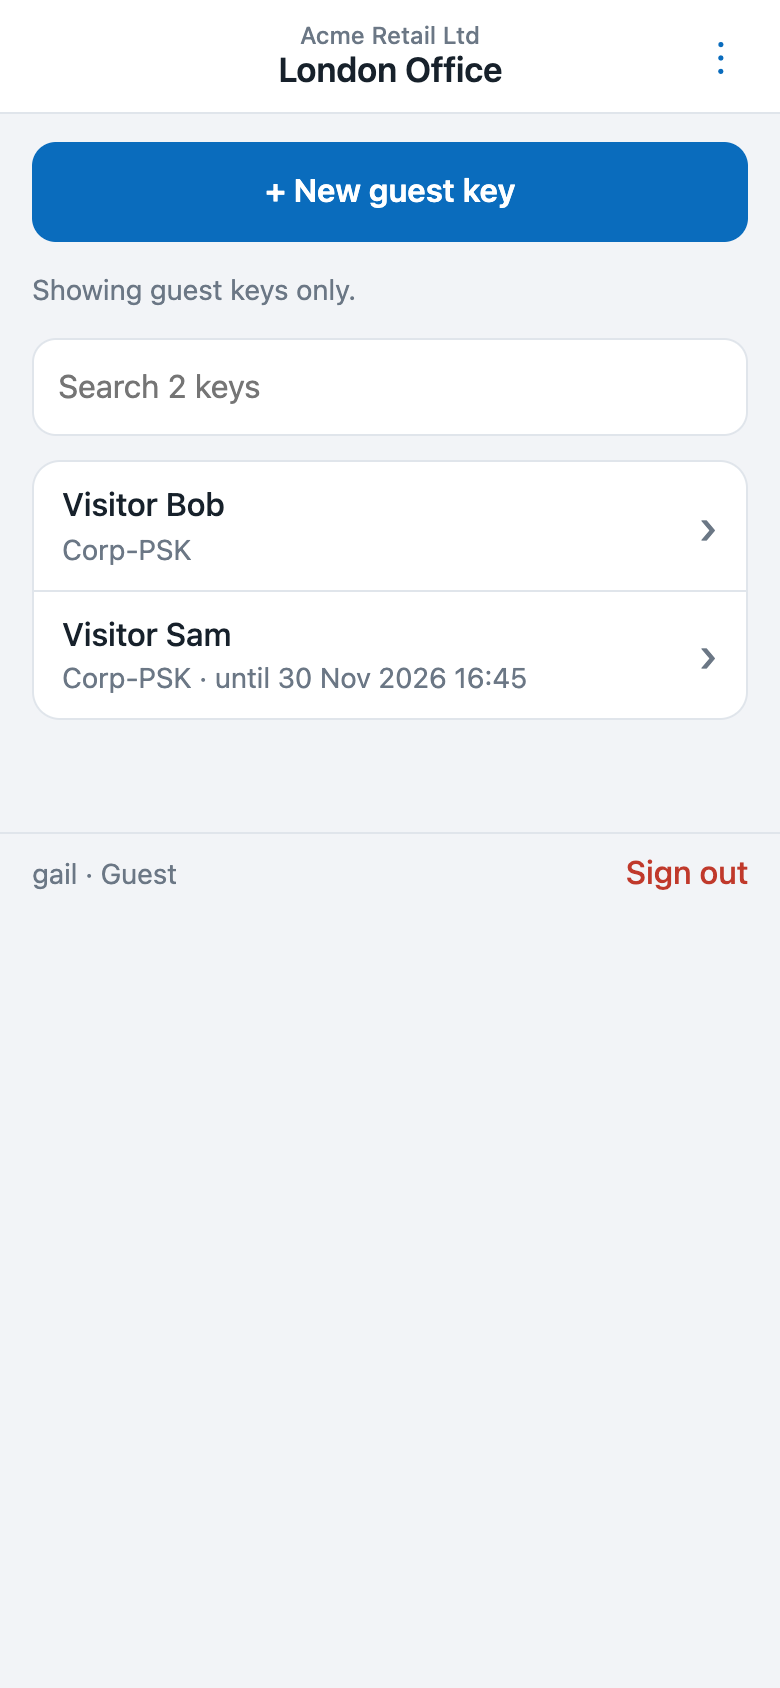 Acme Retail Ltd
London Office
+ New guest key
Showing guest keys only.
Search 2 keys
Visitor Bob
Corp-PSK
Visitor Sam
Corp-PSK · until 30 Nov 2026 16:45
gail · Guest
Sign out